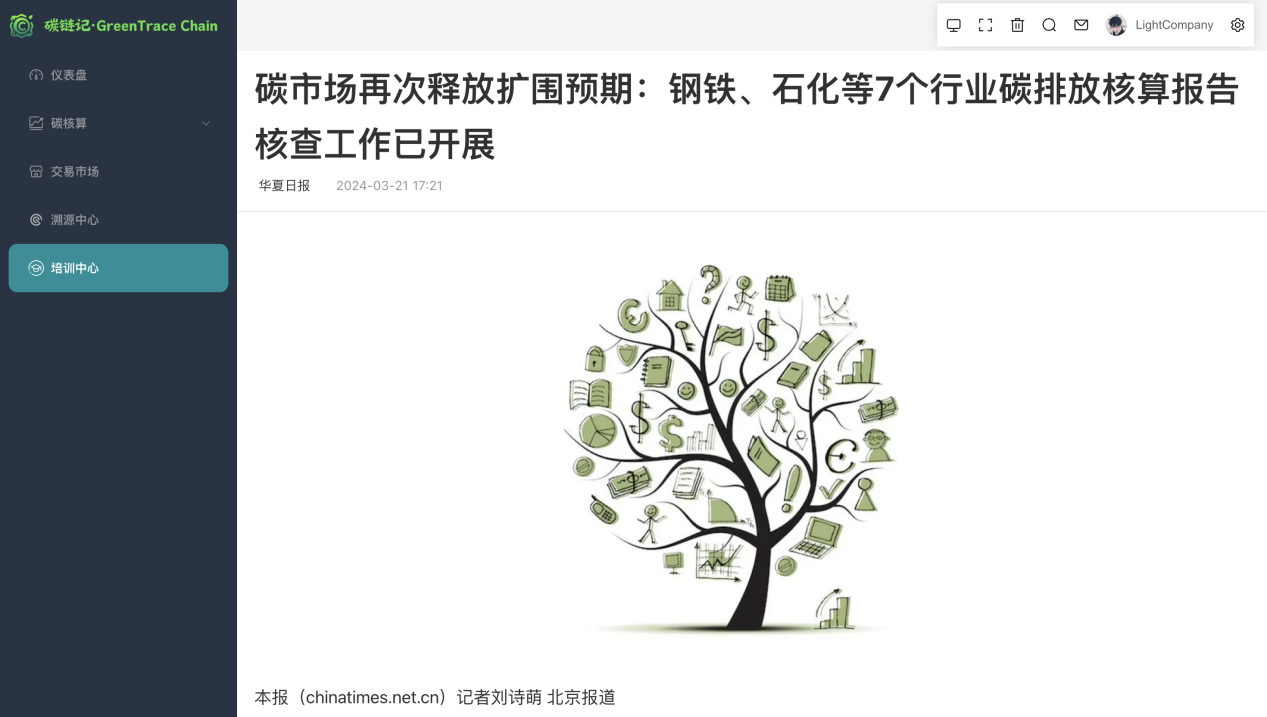 碳链记·GreenTrace Chain
仪表盘
碳核算
交易市场
溯源中心
培训中心
LightCompany
碳市场再次释放扩围预期：钢铁、石化等7个行业碳排放核算报告
核查工作已开展
华夏日报 2024-03-21 17:21
本报（chinatimes.net.cn）记者刘诗萌 北京报道